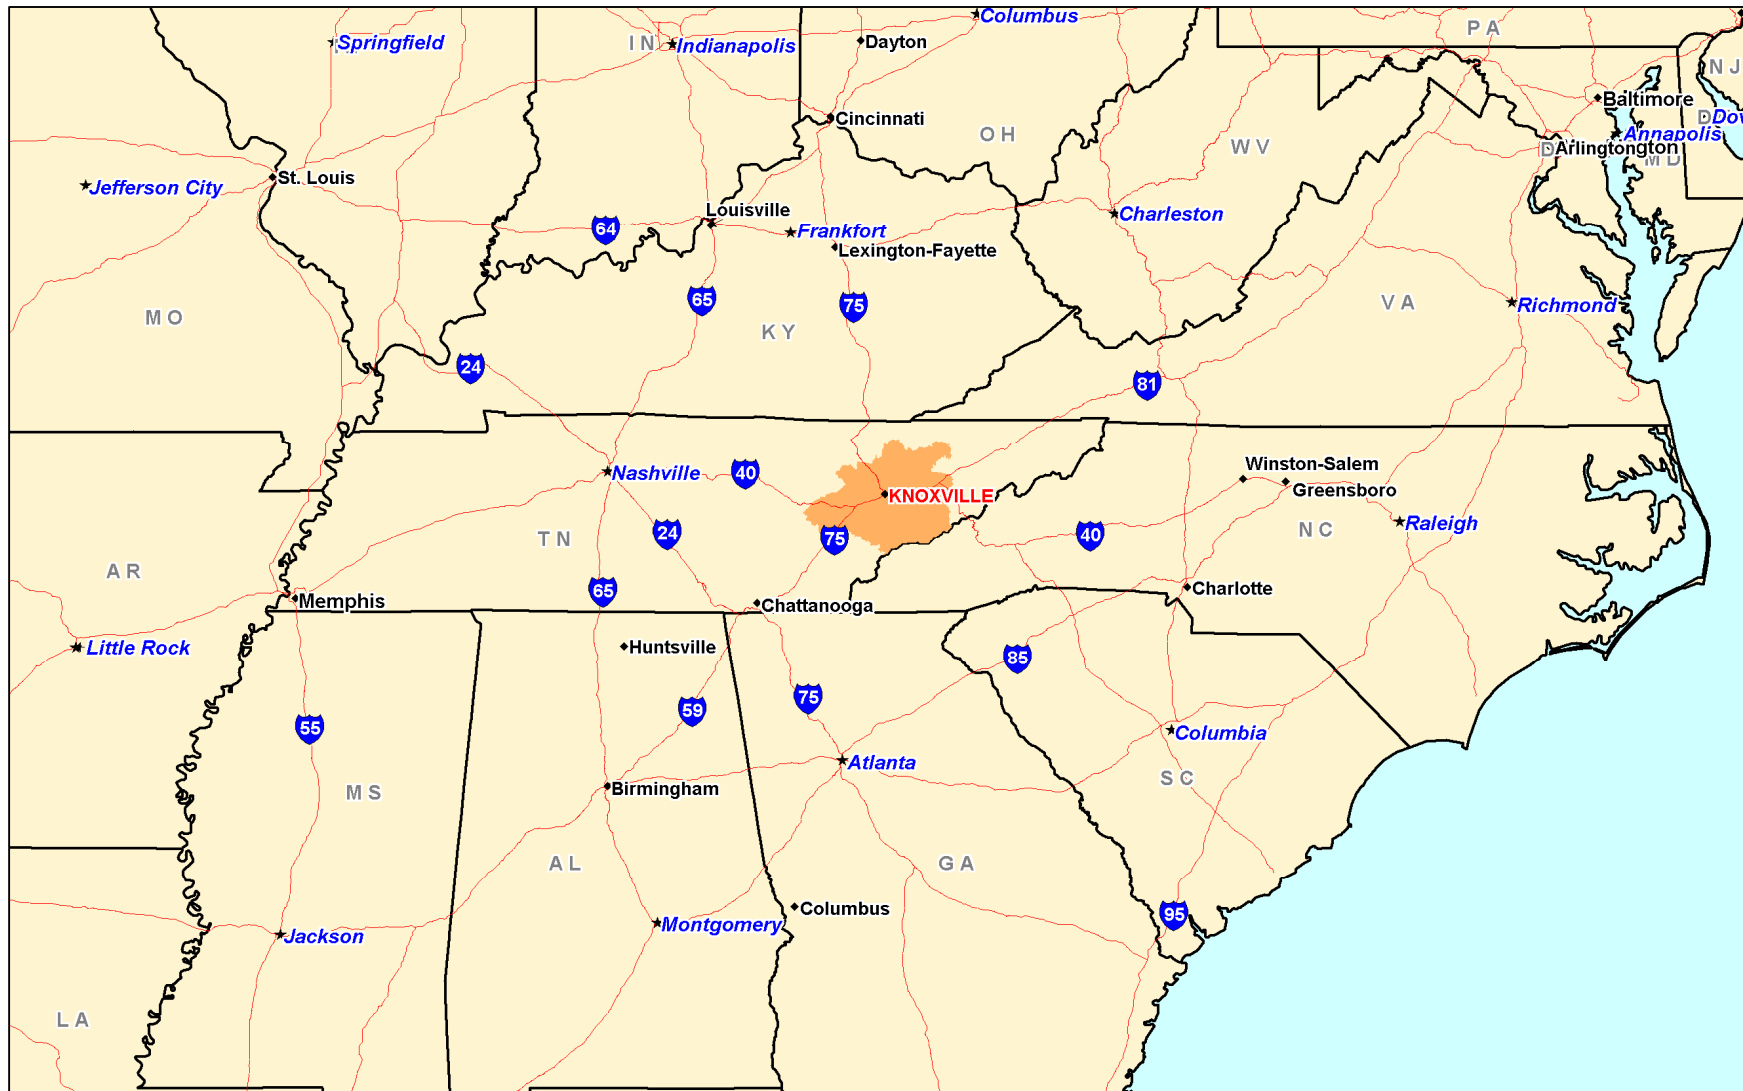 Columbus
Springfield
IN
Indianapolis
Dayton
PA
NJ
Baltimore
Cincinnati
OH
WV
Annapolis
D
Dov
D
Arlingtongton
MD
St. Louis
Jefferson City
Louisville
Charleston
64
Frankfort
Lexington-Fayette
65
75
VA
Richmond
MO
KY
24
81
Nashville
40
KNOXVILLE
Winston-Salem
Greensboro
TN
24
75
40
NC
Raleigh
AR
65
Memphis
Chattanooga
Charlotte
Little Rock
Huntsville
85
59
75
55
Columbia
Atlanta
SC
MS
Birmingham
AL
GA
Columbus
95
Montgomery
Jackson
LA